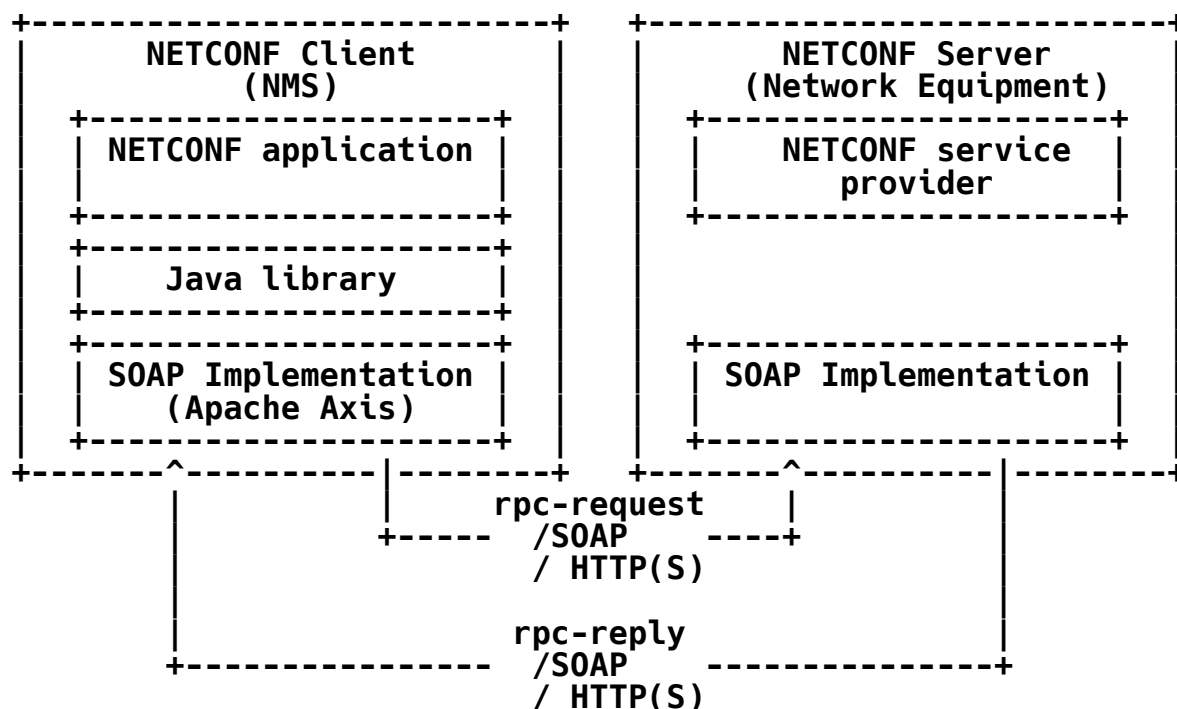 NETCONF Client
(NMS)
NETCONF application
Java library
SOAP Implementation
(Apache Axis)
NETCONF Server
(Network Equipment)
NETCONF service
provider
SOAP Implementation
rpc-request
/SOAP
/ HTTP(S)
rpc-reply
/SOAP
/ HTTP(S)